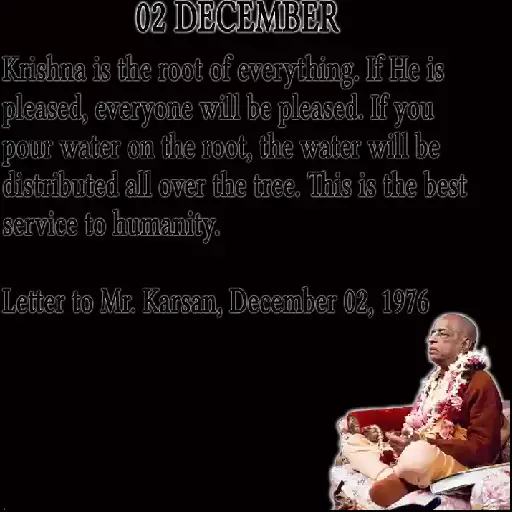 02 DECEMBER
Krishna is the root of everything. If He is
pleased, everyone will be pleased. If you
pour water on the root, the water will be
distributed all over the tree. This is the best
service to humanity.
Letter to Mr. Karsan, December 02, 1976